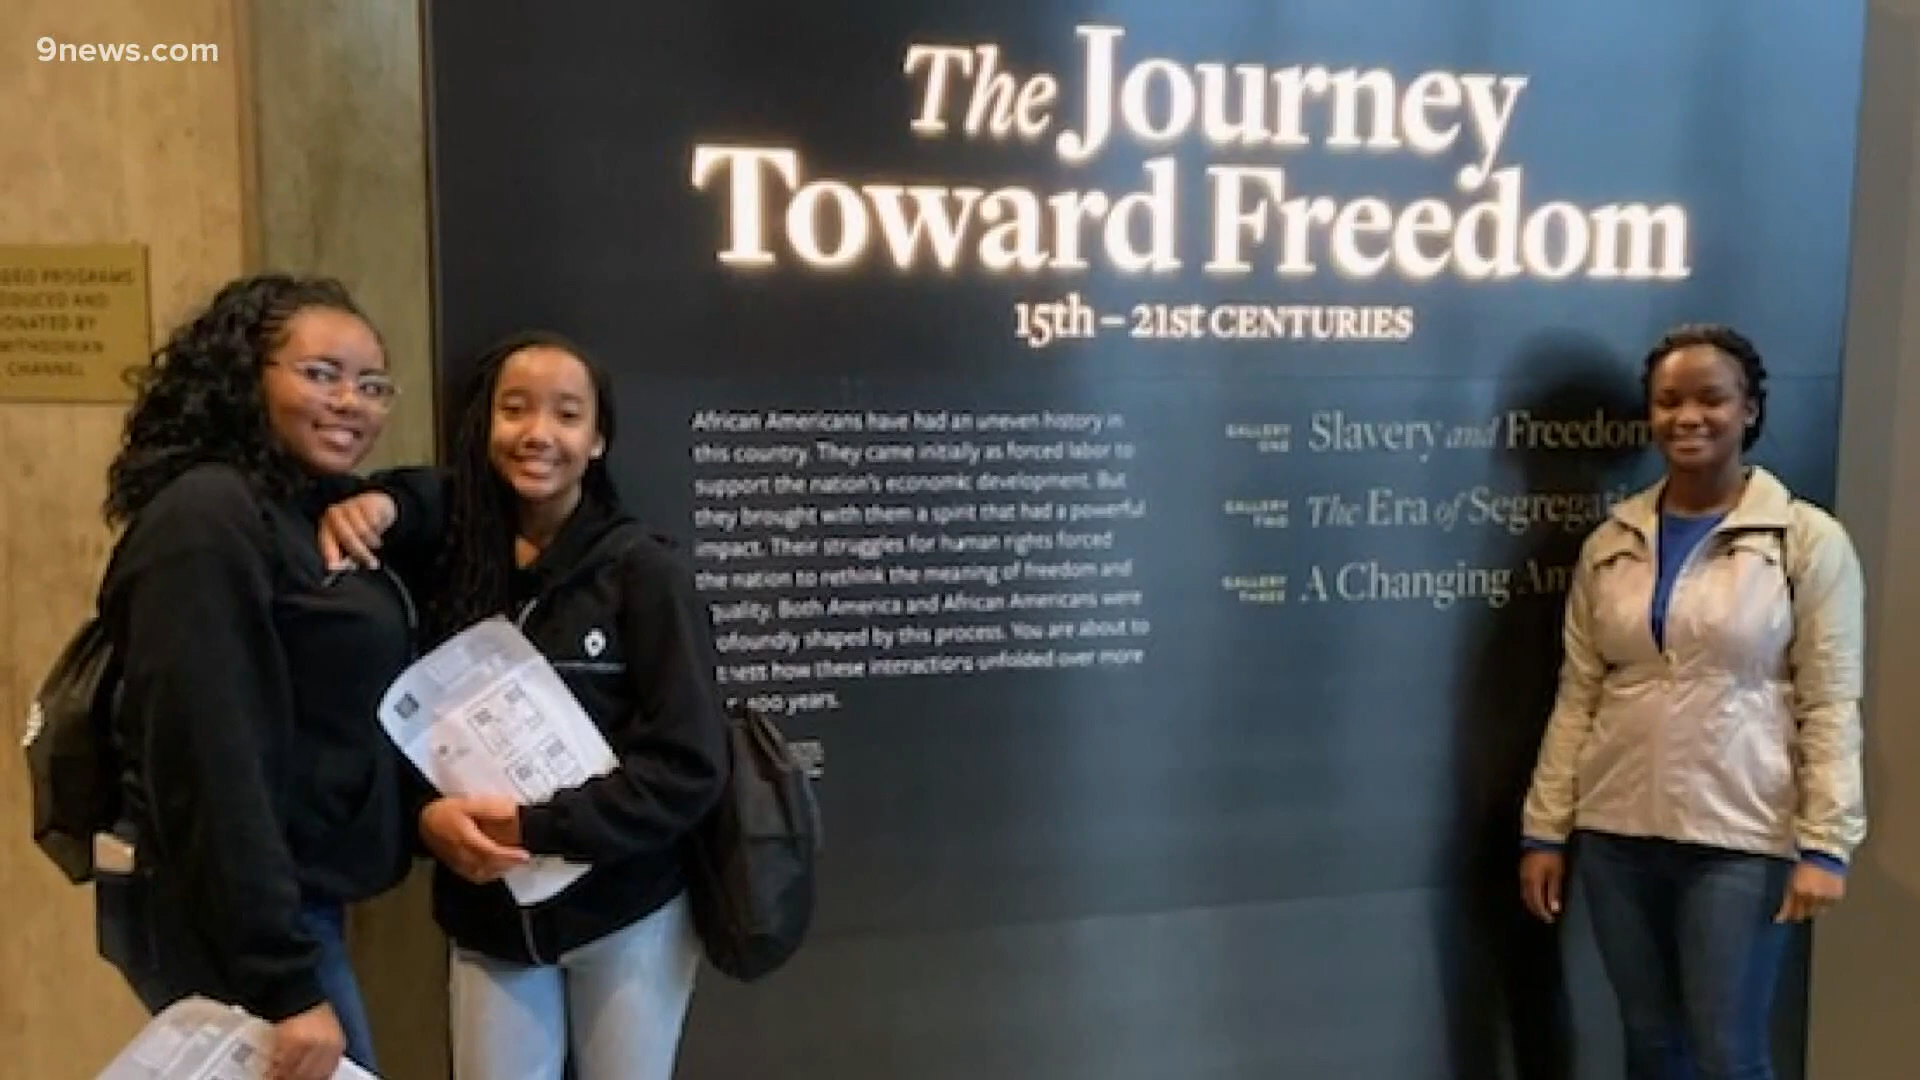 9news.com
The Journey
Toward Freedom
15th – 21st CENTURIES
PROGRAMS
AND
BY
CHANNEL
African Americans have had an uneven history in
this country. They came initially as forced labor to
support the nation's economic development. But
they brought with them a spirit that had a powerful
impact. Their struggles for human rights forced
the nation to rethink the meaning of freedom and
quality. Both America and African Americans were
ofoundly shaped by this process. You are about to
how these interactions unfolded over more
years.
GALLERY ONE Slavery and Freedom
GALLERY TWO The Era of Segregati
GALLERY THREE A Changing Am